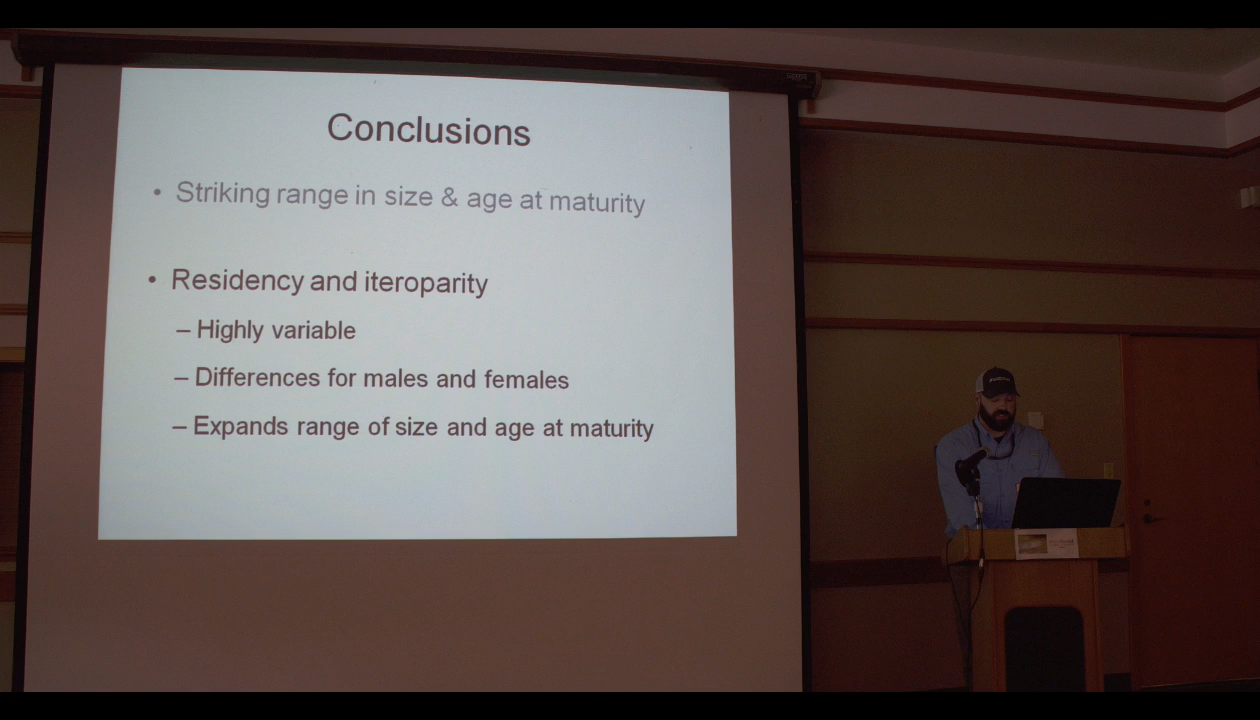 Conclusions
• Striking range in size & age at maturity
• Residency and iteroparity
– Highly variable
– Differences for males and females
– Expands range of size and age at maturity